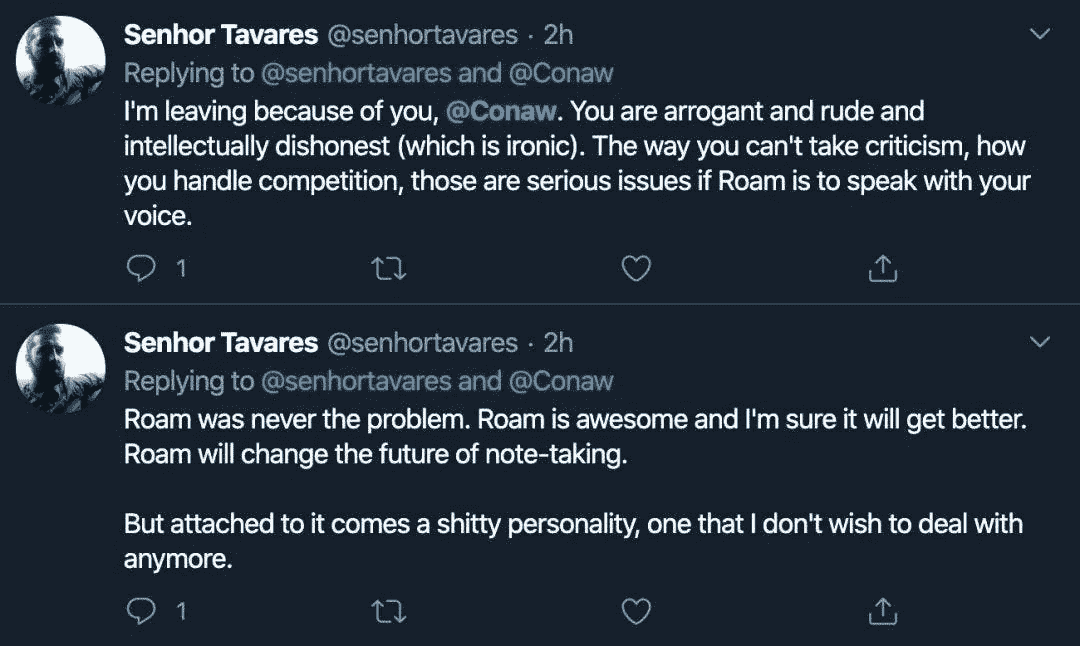 Senhor Tavares @senhortavares · 2h
Replying to @senhortavares and @Conaw
I'm leaving because of you, @Conaw. You are arrogant and rude and
intellectually dishonest (which is ironic). The way you can't take criticism, how
you handle competition, those are serious issues if Roam is to speak with your
voice.
1
Senhor Tavares @senhortavares · 2h
Replying to @senhortavares and @Conaw
Roam was never the problem. Roam is awesome and I'm sure it will get better.
Roam will change the future of note-taking.
But attached to it comes a shitty personality, one that I don't wish to deal with
anymore.
1